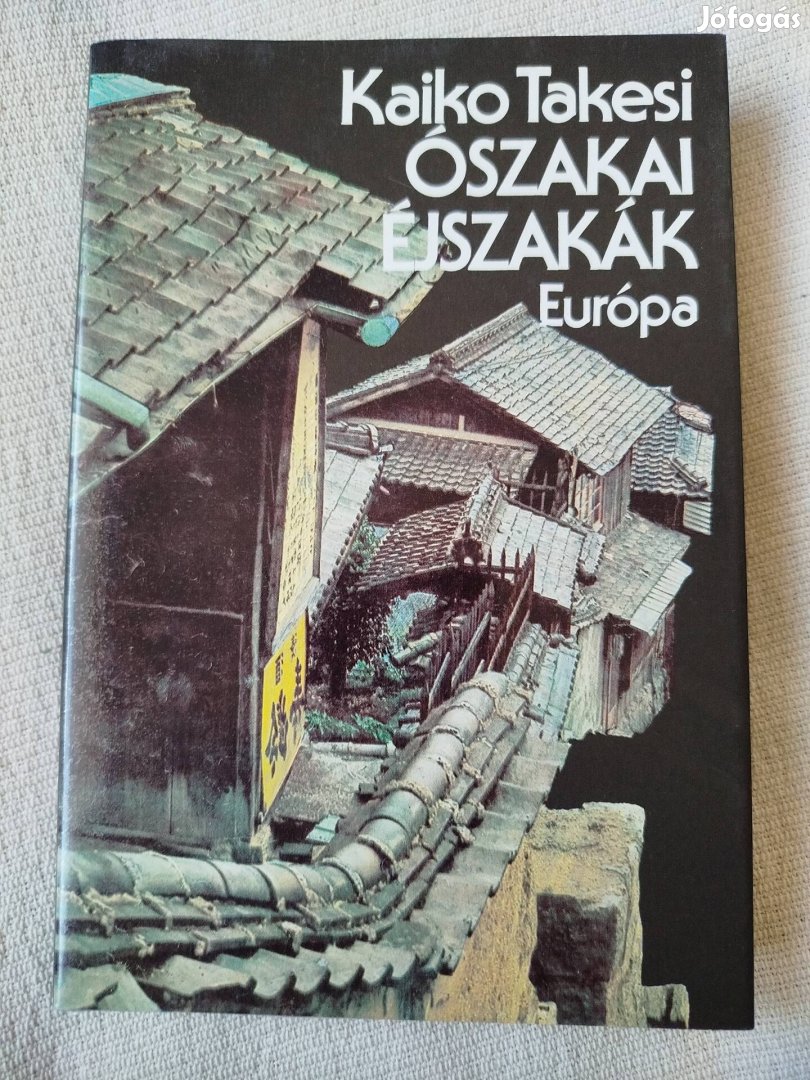 Jófogás
Kaiko Takesi
ÓSZAKAI
ÉJSZAKÁK
Európa